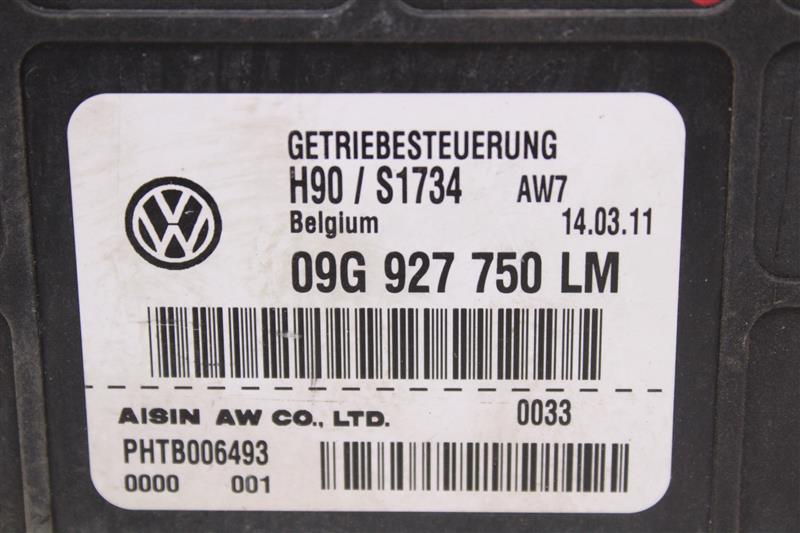 GETRIEBESTEUERUNG
H90 / S1734 AW7
Belgium 14.03.11
09G 927 750 LM
AISIN AW CO., LTD. 0033
PHTB006493
0000 001